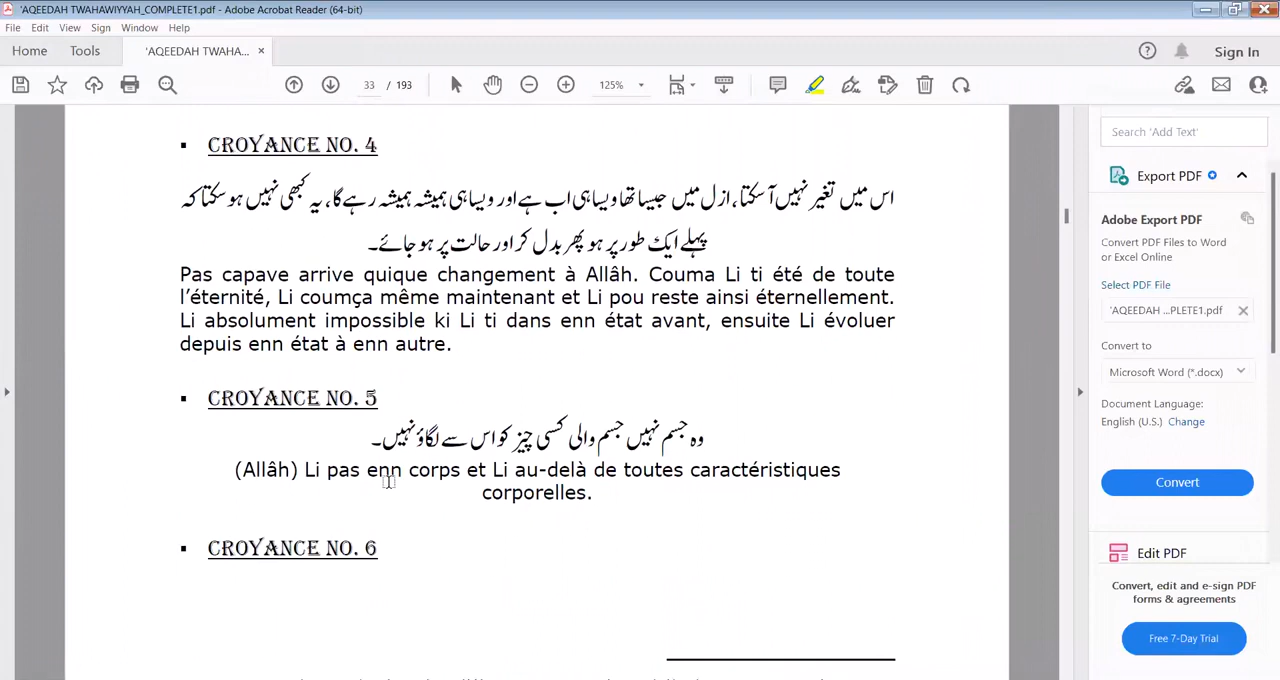 'AQEEDAH TWAHAWIYYAH_COMPLETE1.pdf - Adobe Acrobat Reader (64-bit)
File Edit View Sign Window Help
Home Tools 'AQEEDAH TWAHA... × Sign In
33 / 193 125%
CROYANCE NO. 4
اس میں تغیر نہیں آ سکتا، ازل میں جیسا تھا ویسا ہی اب ہے اور ویسا ہی ہمیشہ ہمیشہ رہے گا، یہ کبھی نہیں ہو سکتا کہ
پہلے ایک طور پر ہو پھر بدل کر اور حالت پر ہو جائے۔
Pas capave arrive quique changement à Allâh. Couma Li ti été de toute
l'éternité, Li coumça même maintenant et Li pou reste ainsi éternellement.
Li absolument impossible ki Li ti dans enn état avant, ensuite Li évoluer
depuis enn état à enn autre.
CROYANCE NO. 5
وہ جسم نہیں جسم والی کسی چیز کو اس سے لگاؤ نہیں۔
(Allâh) Li pas enn corps et Li au-delà de toutes caractéristiques
corporelles.
CROYANCE NO. 6
Search 'Add Text'
Export PDF
Adobe Export PDF
Convert PDF Files to Word
or Excel Online
Select PDF File
'AQEEDAH ...PLETE1.pdf
Convert to
Microsoft Word (*.docx)
Document Language:
English (U.S.) Change
Convert
Edit PDF
Convert, edit and e-sign PDF
forms & agreements
Free 7-Day Trial